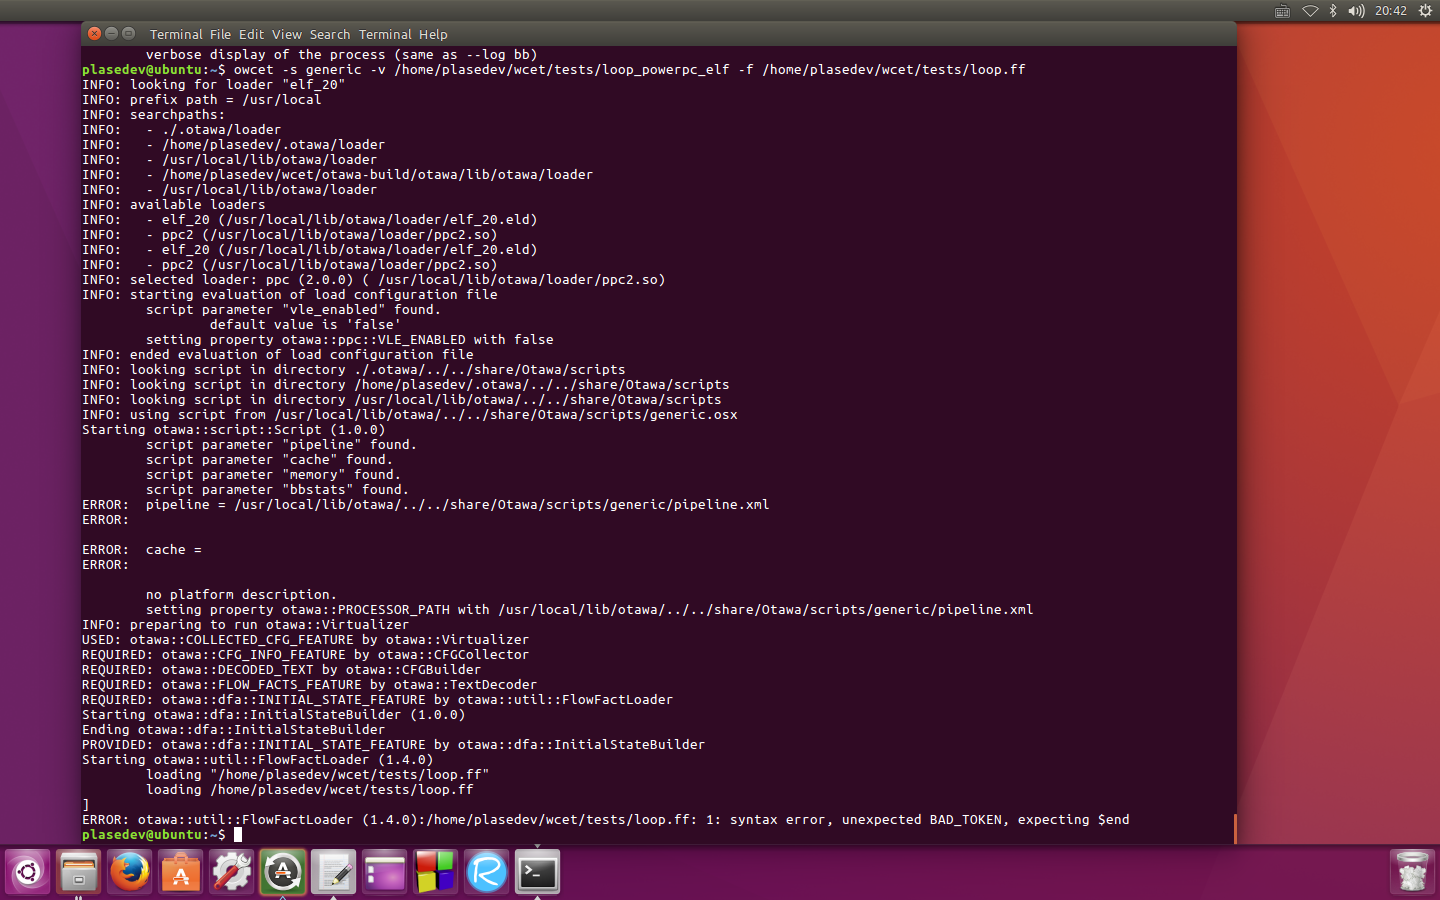 20:42
Terminal File Edit View Search Terminal Help
verbose display of the process (same as --log bb)
plasedev@ubuntu:~$ owcet -s generic -v /home/plasedev/wcet/tests/loop_powerpc_elf -f /home/plasedev/wcet/tests/loop.ff
INFO: looking for loader "elf_20"
INFO: prefix path = /usr/local
INFO: searchpaths:
INFO:   - ./.otawa/loader
INFO:   - /home/plasedev/.otawa/loader
INFO:   - /usr/local/lib/otawa/loader
INFO:   - /home/plasedev/wcet/otawa-build/otawa/lib/otawa/loader
INFO:   - /usr/local/lib/otawa/loader
INFO: available loaders
INFO:   - elf_20 (/usr/local/lib/otawa/loader/elf_20.eld)
INFO:   - ppc2 (/usr/local/lib/otawa/loader/ppc2.so)
INFO:   - elf_20 (/usr/local/lib/otawa/loader/elf_20.eld)
INFO:   - ppc2 (/usr/local/lib/otawa/loader/ppc2.so)
INFO: selected loader: ppc (2.0.0) ( /usr/local/lib/otawa/loader/ppc2.so)
INFO: starting evaluation of load configuration file
script parameter "vle_enabled" found.
default value is 'false'
setting property otawa::ppc::VLE_ENABLED with false
INFO: ended evaluation of load configuration file
INFO: looking script in directory ./.otawa/../../share/Otawa/scripts
INFO: looking script in directory /home/plasedev/.otawa/../../share/Otawa/scripts
INFO: looking script in directory /usr/local/lib/otawa/../../share/Otawa/scripts
INFO: using script from /usr/local/lib/otawa/../../share/Otawa/scripts/generic.osx
Starting otawa::script::Script (1.0.0)
script parameter "pipeline" found.
script parameter "cache" found.
script parameter "memory" found.
script parameter "bbstats" found.
ERROR:  pipeline = /usr/local/lib/otawa/../../share/Otawa/scripts/generic/pipeline.xml
ERROR:
ERROR:  cache =
ERROR:
no platform description.
setting property otawa::PROCESSOR_PATH with /usr/local/lib/otawa/../../share/Otawa/scripts/generic/pipeline.xml
INFO: preparing to run otawa::Virtualizer
USED: otawa::COLLECTED_CFG_FEATURE by otawa::Virtualizer
REQUIRED: otawa::CFG_INFO_FEATURE by otawa::CFGCollector
REQUIRED: otawa::DECODED_TEXT by otawa::CFGBuilder
REQUIRED: otawa::FLOW_FACTS_FEATURE by otawa::TextDecoder
REQUIRED: otawa::dfa::INITIAL_STATE_FEATURE by otawa::util::FlowFactLoader
Starting otawa::dfa::InitialStateBuilder (1.0.0)
Ending otawa::dfa::InitialStateBuilder
PROVIDED: otawa::dfa::INITIAL_STATE_FEATURE by otawa::dfa::InitialStateBuilder
Starting otawa::util::FlowFactLoader (1.4.0)
loading "/home/plasedev/wcet/tests/loop.ff"
loading /home/plasedev/wcet/tests/loop.ff
]
ERROR: otawa::util::FlowFactLoader (1.4.0):/home/plasedev/wcet/tests/loop.ff: 1: syntax error, unexpected BAD_TOKEN, expecting $end
plasedev@ubuntu:~$